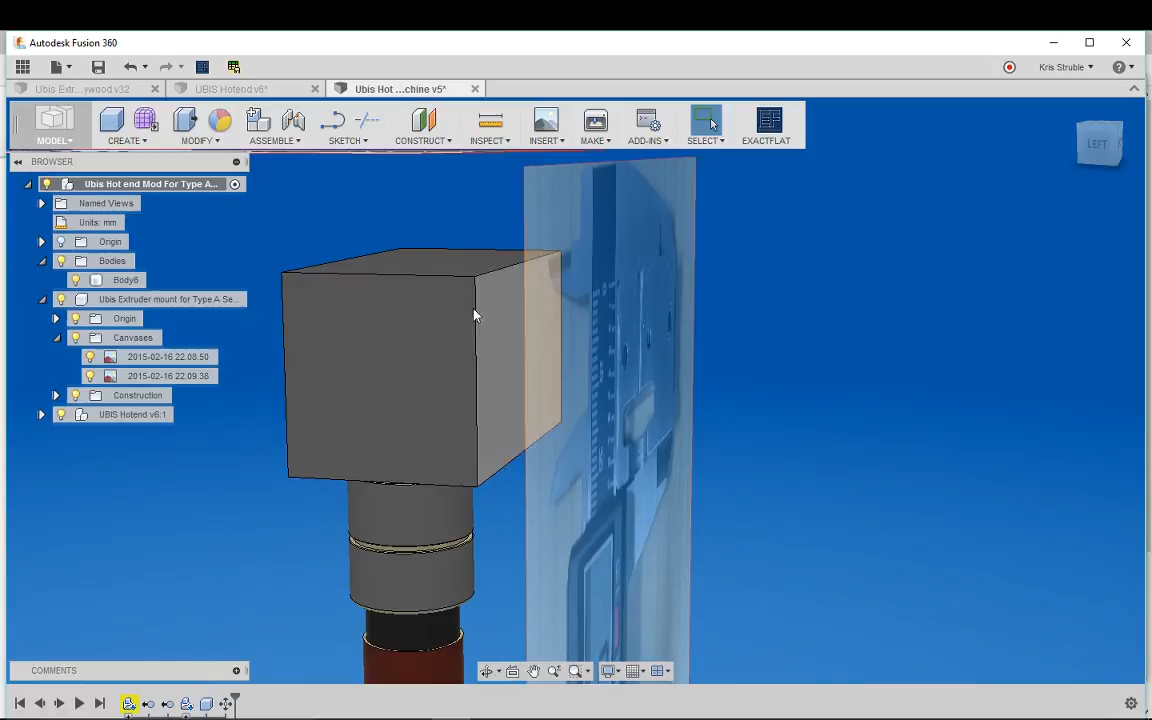 Autodesk Fusion 360
Kris Struble
Ubis Extr...ywood v32
UBIS Hotend v6*
Ubis Hot ...chine v5*
MODEL
CREATE
MODIFY
ASSEMBLE
SKETCH
CONSTRUCT
INSPECT
INSERT
MAKE
ADD-INS
SELECT
EXACTFLAT
BROWSER
LEFT
Ubis Hot end Mod For Type A...
Named Views
Units: mm
Origin
Bodies
Body6
Ubis Extruder mount for Type A Se...
Origin
Canvases
2015-02-16 22.08.50
2015-02-16 22.09.38
Construction
UBIS Hotend v6:1
COMMENTS